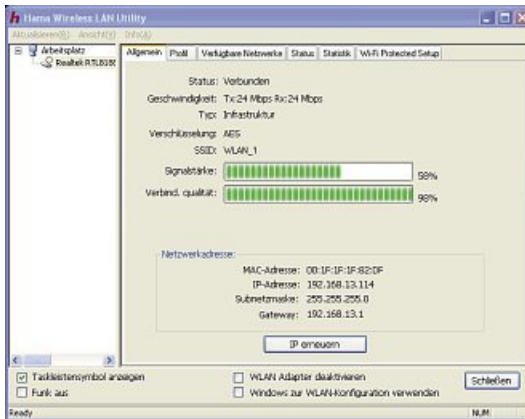 Hama Wireless LAN Utility
Aktualisieren(R) Ansicht(V) Info(A)
Arbeitsplatz
Realtek RTL8188
Allgemein Profil Verfügbare Netzwerke Status Statistik Wi-Fi Protected Setup
Status: Verbunden
Geschwindigkeit: Tx:24 Mbps Rx:24 Mbps
Typ: Infrastruktur
Verschlüsselung: AES
SSID: WLAN_1
Signalstärke: 58%
Verbind. qualität: 98%
Netzwerkadresse:
MAC-Adresse: 00:1F:1F:1F:82:DF
IP-Adresse: 192.168.13.114
Subnetzmaske: 255.255.255.0
Gateway: 192.168.13.1
IP erneuern
Taskleistensymbol anzeigen
WLAN Adapter deaktivieren
Schließen
Funk aus
Windows zur WLAN-Konfiguration verwenden
Ready NUM